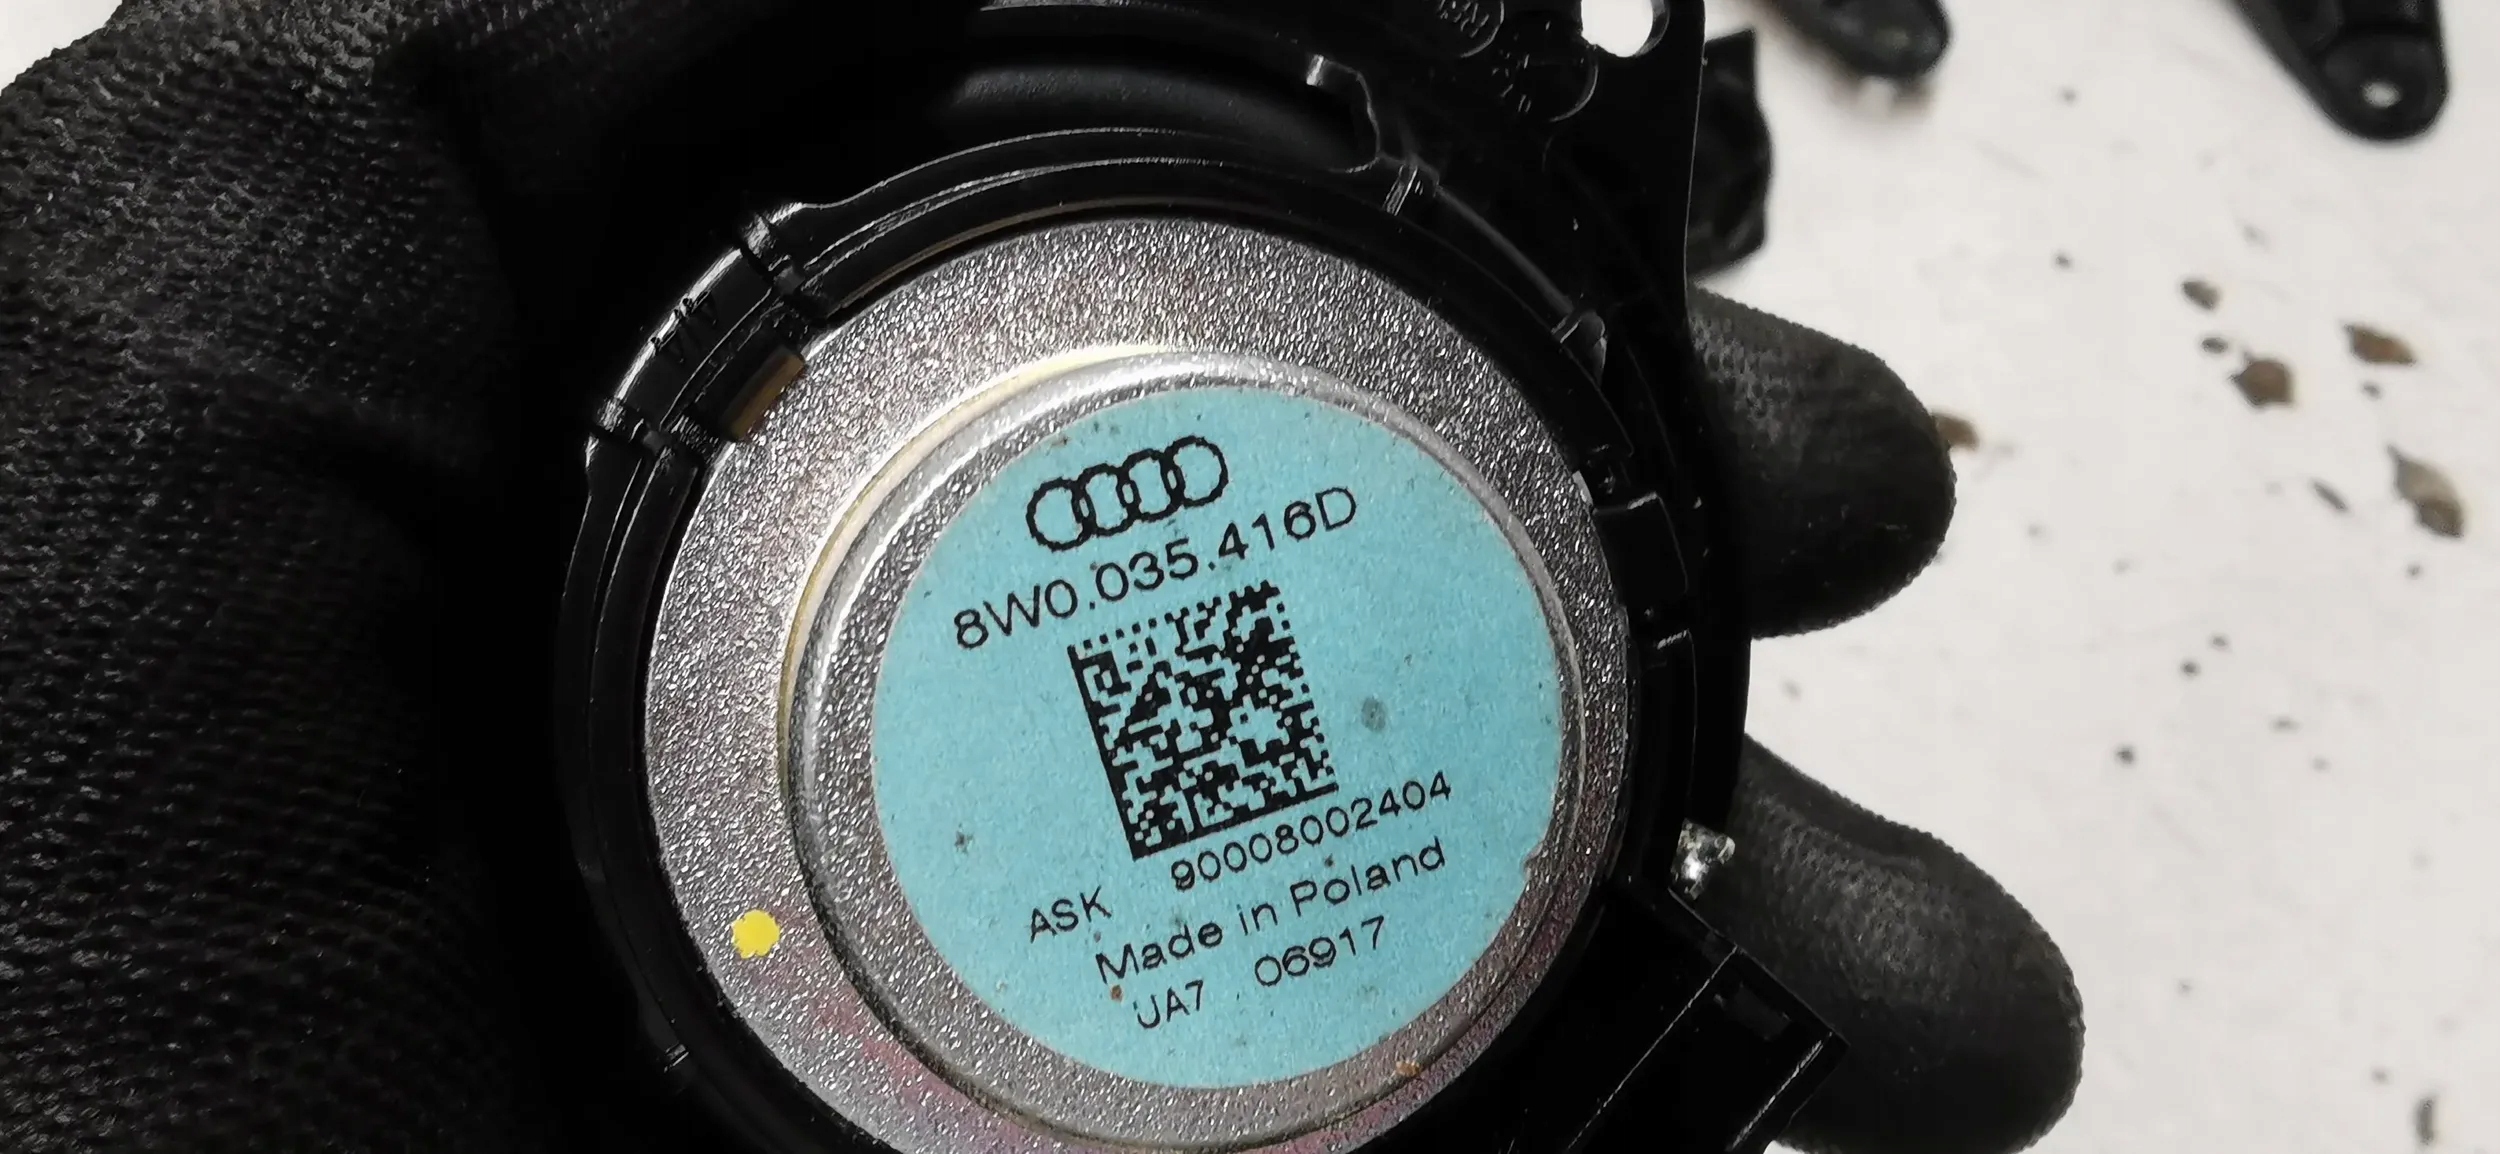 8W0.035.416D
90008002404
ASK
Made in Poland
UA7 06917